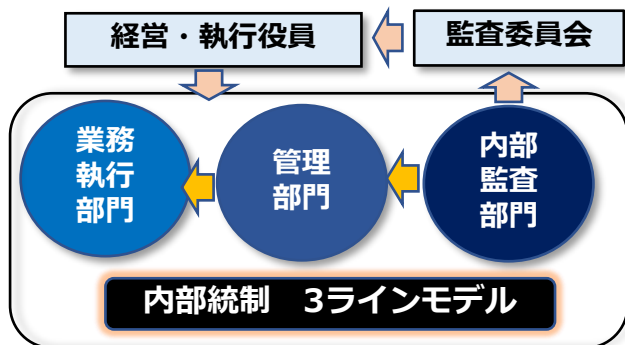 経営・執行役員
監査委員会
業務
執行
部門
管理
部門
内部
監査
部門
内部統制　3ラインモデル